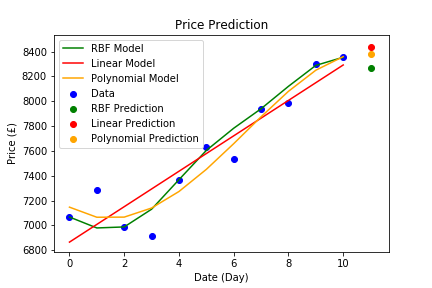 Price Prediction
RBF Model
Linear Model
Polynomial Model
Data
RBF Prediction
Linear Prediction
Polynomial Prediction
8400
8200
8000
7800
7600
7400
7200
7000
6800
Price (£)
0 2 4 6 8 10
Date (Day)